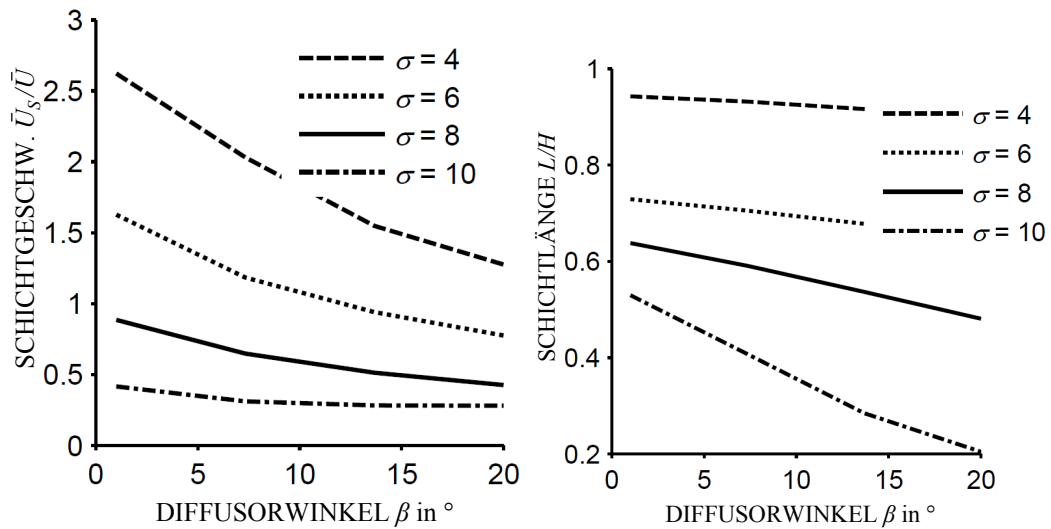 SCHICHTGESCHW. Ū_S/Ū
3
2.5
2
1.5
1
0.5
0
0 5 10 15 20
DIFFUSORWINKEL β in °
σ = 4
σ = 6
σ = 8
σ = 10
SCHICHTLÄNGE L/H
1
0.8
0.6
0.4
0.2
0 5 10 15 20
DIFFUSORWINKEL β in °
σ = 4
σ = 6
σ = 8
σ = 10